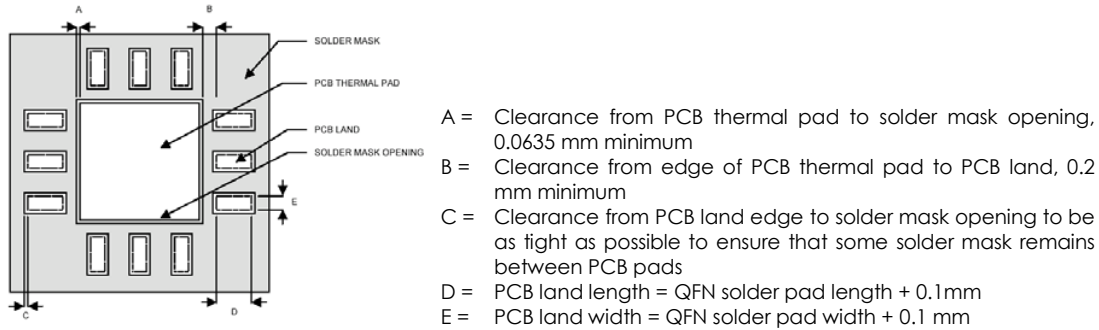 A
B
SOLDER MASK
PCB THERMAL PAD
PCB LAND
SOLDER MASK OPENING
E
C
D
A = Clearance from PCB thermal pad to solder mask opening,
0.0635 mm minimum
B = Clearance from edge of PCB thermal pad to PCB land, 0.2
mm minimum
C = Clearance from PCB land edge to solder mask opening to be
as tight as possible to ensure that some solder mask remains
between PCB pads
D = PCB land length = QFN solder pad length + 0.1mm
E = PCB land width = QFN solder pad width + 0.1 mm